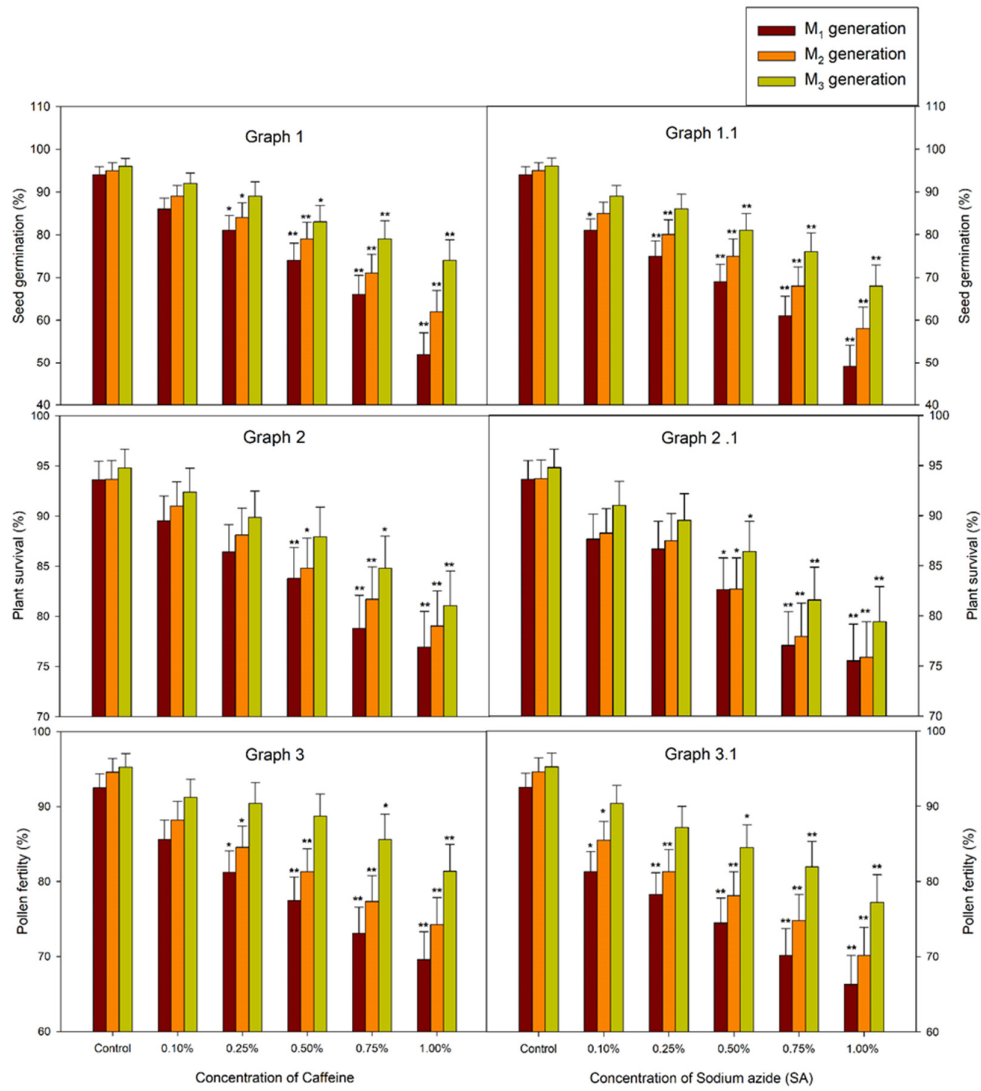 M₁ generation
M₂ generation
M₃ generation
Graph 1
Seed germination (%)
110
100
90
80
70
60
50
40
* * ** ** * ** ** ** ** ** **
Graph 1.1
Seed germination (%)
110
100
90
80
70
60
50
40
* ** ** ** ** ** ** ** ** ** ** **
Graph 2
Plant survival (%)
100
95
90
85
80
75
70
** * ** ** * ** ** **
Graph 2 .1
Plant survival (%)
100
95
90
85
80
75
70
* * * ** ** ** ** ** **
Graph 3
Pollen fertility (%)
100
90
80
70
60
* * ** ** ** ** * ** ** **
Graph 3.1
Pollen fertility (%)
100
90
80
70
60
* * ** ** ** ** * ** ** ** ** ** **
Control 0.10% 0.25% 0.50% 0.75% 1.00%
Concentration of Caffeine
Control 0.10% 0.25% 0.50% 0.75% 1.00%
Concentration of Sodium azide (SA)